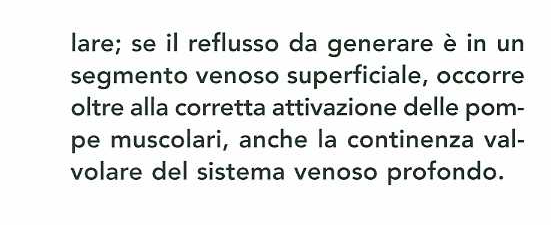 lare; se il reflusso da generare è in un
segmento venoso superficiale, occorre
oltre alla corretta attivazione delle pom-
pe muscolari, anche la continenza val-
volare del sistema venoso profondo.